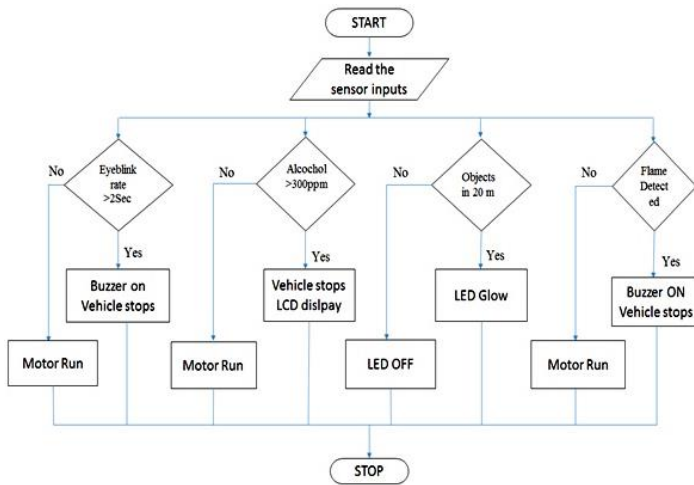 START
Read the
sensor inputs
No
Eyeblink
rate
>2Sec
Yes
Buzzer on
Vehicle stops
Motor Run
No
Alcochol
>300ppm
Yes
Vehicle stops
LCD dislpay
Motor Run
No
Objects
in 20 m
Yes
LED Glow
LED OFF
No
Flame
Detect
ed
Yes
Buzzer ON
Vehicle stops
Motor Run
STOP